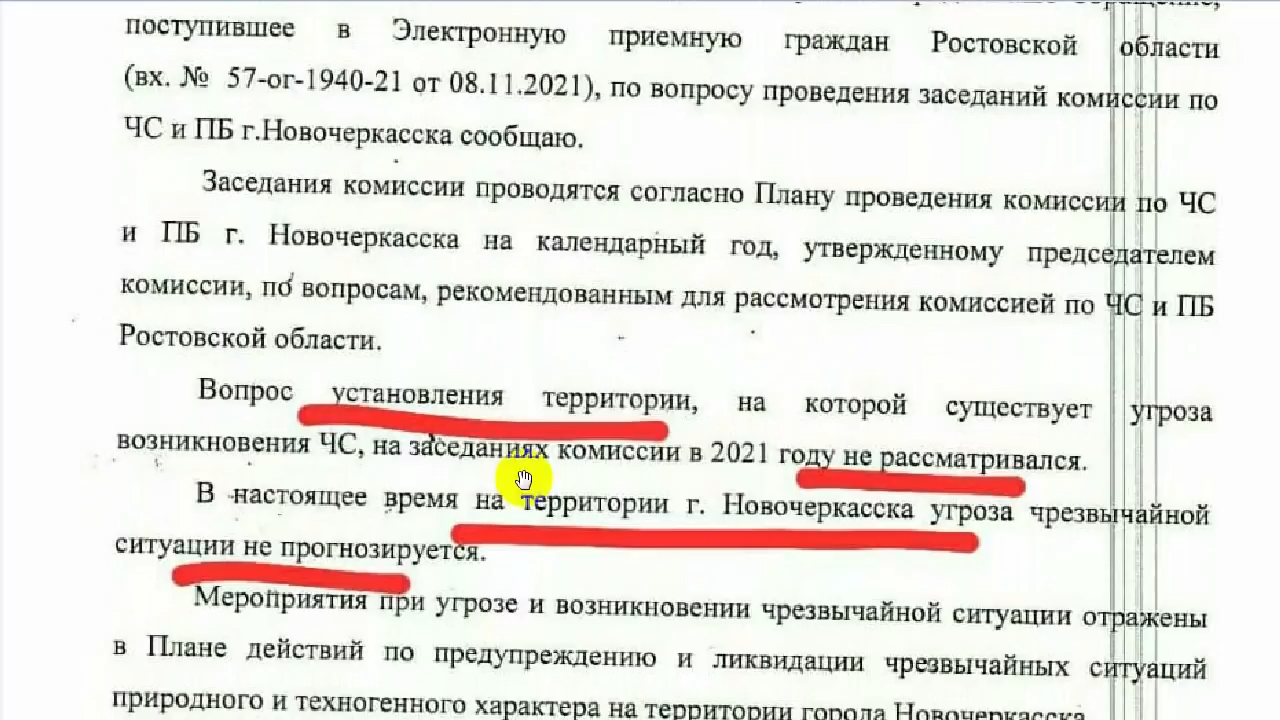 поступившее в Электронную приемную граждан Ростовской области
(вх. № 57-ог-1940-21 от 08.11.2021), по вопросу проведения заседаний комиссии по
ЧС и ПБ г.Новочеркасска сообщаю.
Заседания комиссии проводятся согласно Плану проведения комиссии по ЧС
и ПБ г. Новочеркасска на календарный год, утвержденному председателем
комиссии, по вопросам, рекомендованным для рассмотрения комиссией по ЧС и ПБ
Ростовской области.
Вопрос установления территории, на которой существует угроза
возникновения ЧС, на заседаниях комиссии в 2021 году не рассматривался.
В настоящее время на территории г. Новочеркасска угроза чрезвычайной
ситуации не прогнозируется.
Мероприятия при угрозе и возникновении чрезвычайной ситуации отражены
в Плане действий по предупреждению и ликвидации чрезвычайных ситуаций
природного и техногенного характера на территории города Новочеркасска